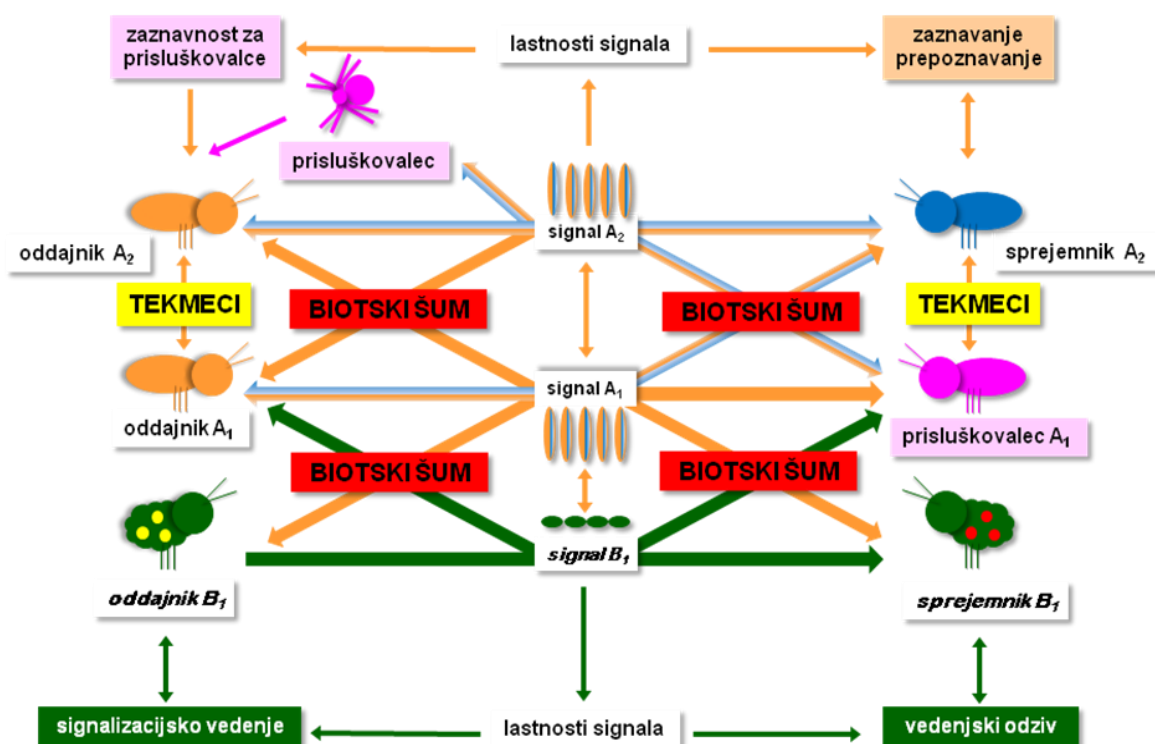 zaznavnost za
prisluškovalce
lastnosti signala
zaznavanje
prepoznavanje
prisluškovalec
signal A2
oddajnik A2
sprejemnik A2
TEKMECI
BIOTSKI ŠUM
BIOTSKI ŠUM
TEKMECI
signal A1
oddajnik A1
prisluškovalec A1
BIOTSKI ŠUM
BIOTSKI ŠUM
signal B1
oddajnik B1
sprejemnik B1
signalizacijsko vedenje
lastnosti signala
vedenjski odziv